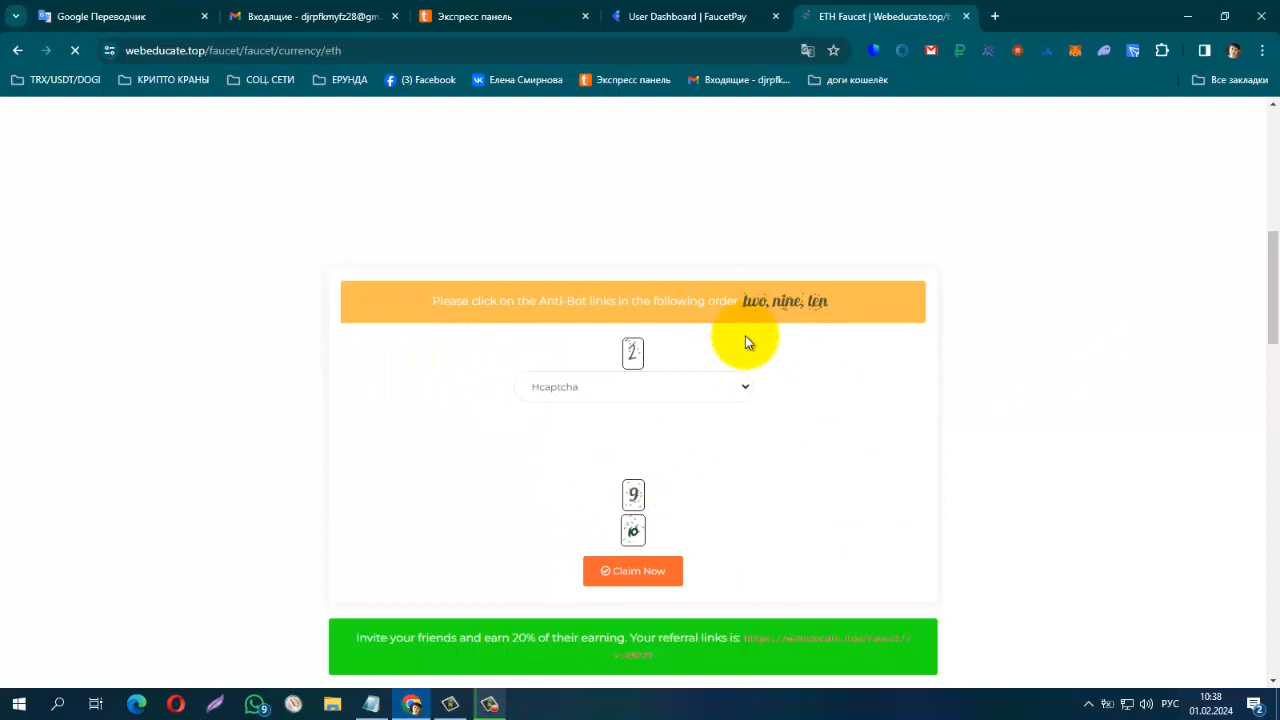 Google Переводчик
Входящие - djrpfkmyfz28@gm
Экспресс панель
User Dashboard | FaucetPay
ETH Faucet | Webeducate.top/f
webeducate.top/faucet/faucet/currency/eth
TRX/USDT/DOGI
КРИПТО КРАНЫ
СОЦ. СЕТИ
ЕРУНДА
(3) Facebook
Елена Смирнова
Экспресс панель
Входящие - djrpfk...
доги кошелёк
Все закладки
Please click on the Anti-Bot links in the following order two, nine, ten
2
Hcaptcha
9
10
Claim Now
Invite your friends and earn 20% of their earning. Your referral links is: https://webeducate.top/faucet/?
РУС
10:38
01.02.2024